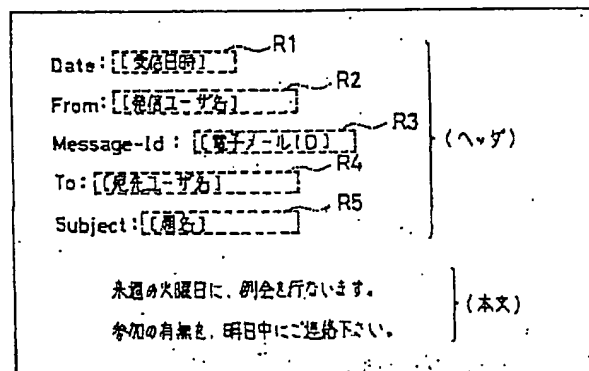 Date:[受信日時] R1
From:[発信ユーザ名] R2
Message-Id: [電子メールID] R3
To:[宛先ユーザ名] R4
Subject:[題名] R5
(ヘッダ)
来週の火曜日に、例会を行ないます。
参加の有無を、明日中にご連絡下さい。
(本文)